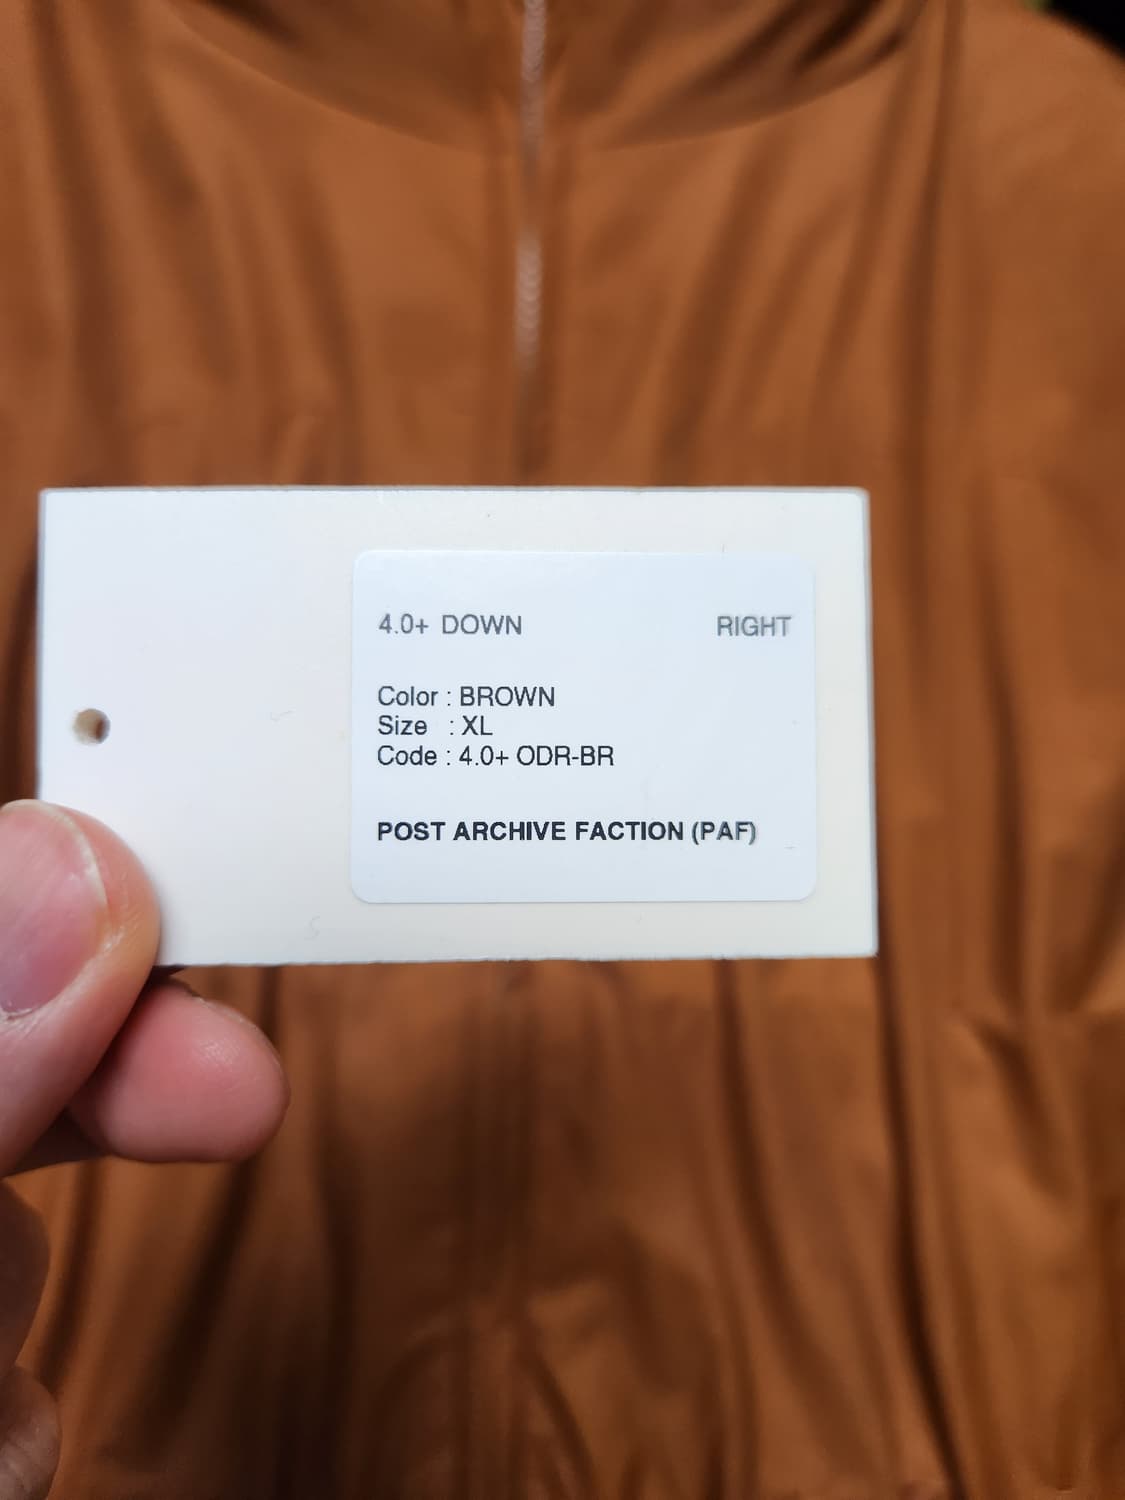 4.0+ DOWN RIGHT
Color : BROWN
Size : XL
Code : 4.0+ ODR-BR
POST ARCHIVE FACTION (PAF)